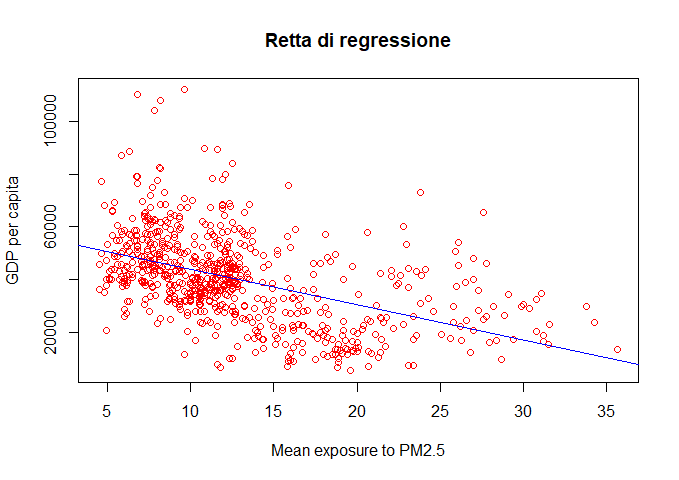 Retta di regressione
GDP per capita
100000
60000
20000
5 10 15 20 25 30 35
Mean exposure to PM2.5